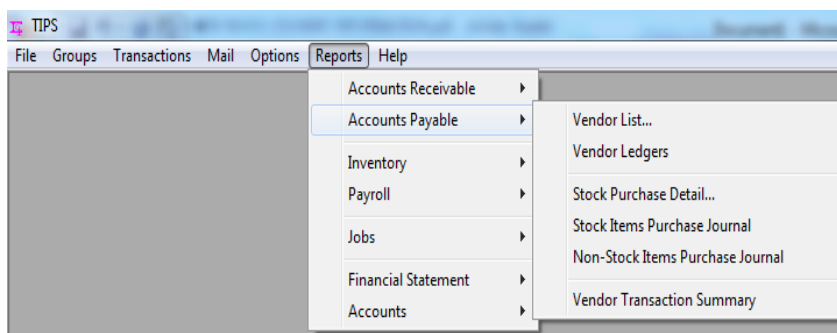 TIPS
File Groups Transactions Mail Options Reports Help
Accounts Receivable
Accounts Payable
Inventory
Payroll
Jobs
Financial Statement
Accounts
Vendor List...
Vendor Ledgers
Stock Purchase Detail...
Stock Items Purchase Journal
Non-Stock Items Purchase Journal
Vendor Transaction Summary